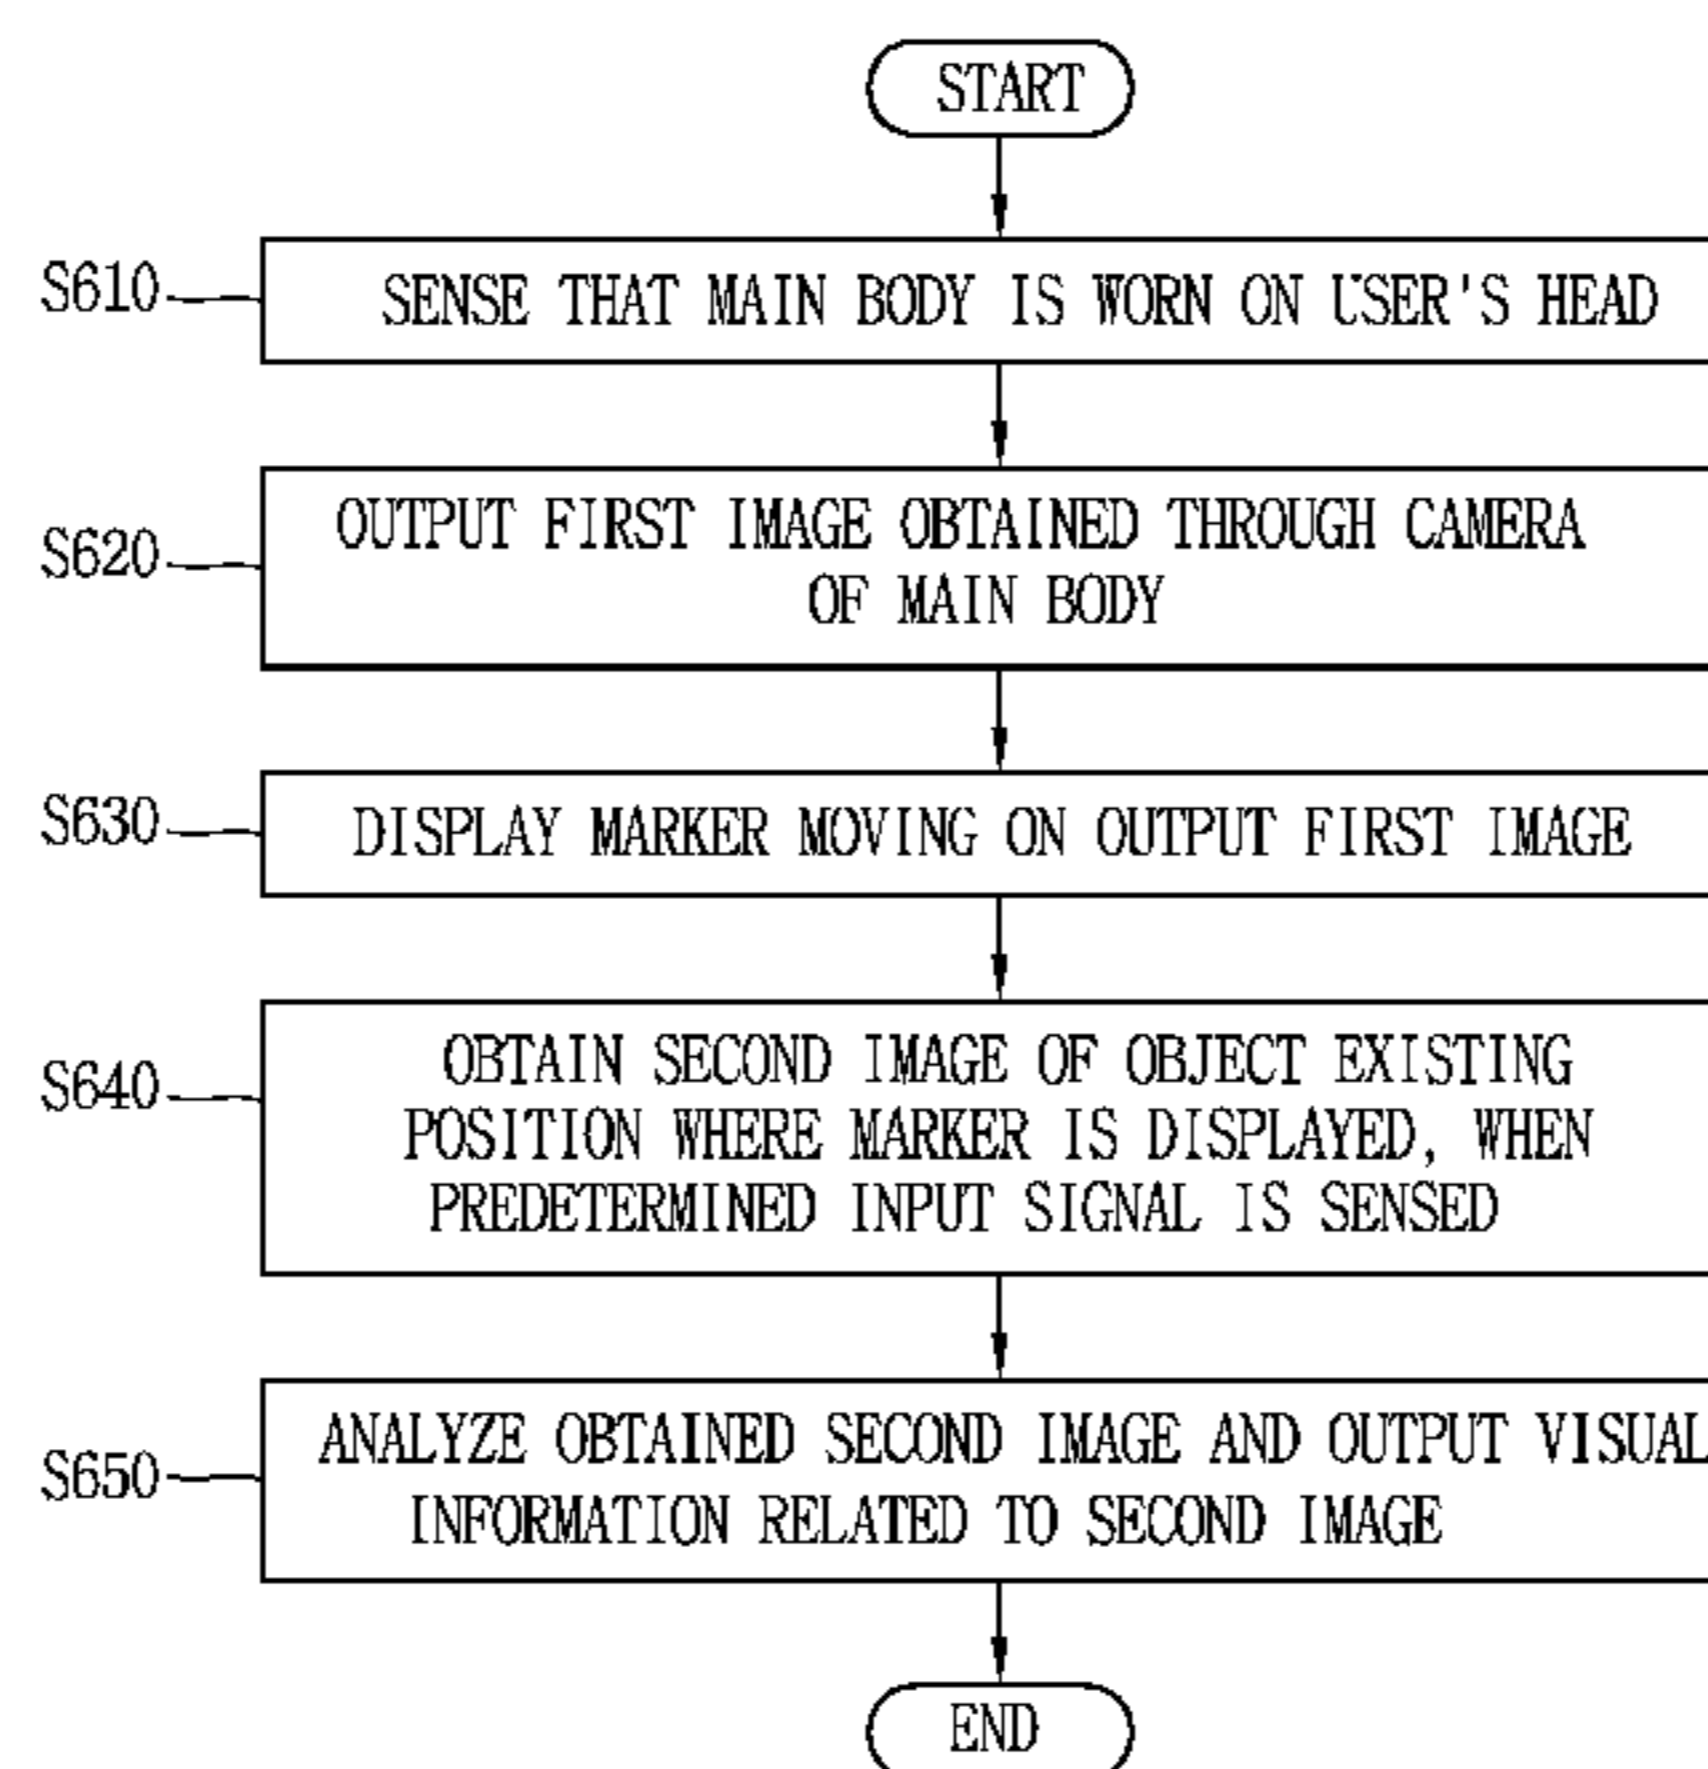 START
S610
SENSE THAT MAIN BODY IS WORN ON USER'S HEAD
S620
OUTPUT FIRST IMAGE OBTAINED THROUGH CAMERA
OF MAIN BODY
S630
DISPLAY MARKER MOVING ON OUTPUT FIRST IMAGE
S640
OBTAIN SECOND IMAGE OF OBJECT EXISTING
POSITION WHERE MARKER IS DISPLAYED, WHEN
PREDETERMINED INPUT SIGNAL IS SENSED
S650
ANALYZE OBTAINED SECOND IMAGE AND OUTPUT VISUAL
INFORMATION RELATED TO SECOND IMAGE
END